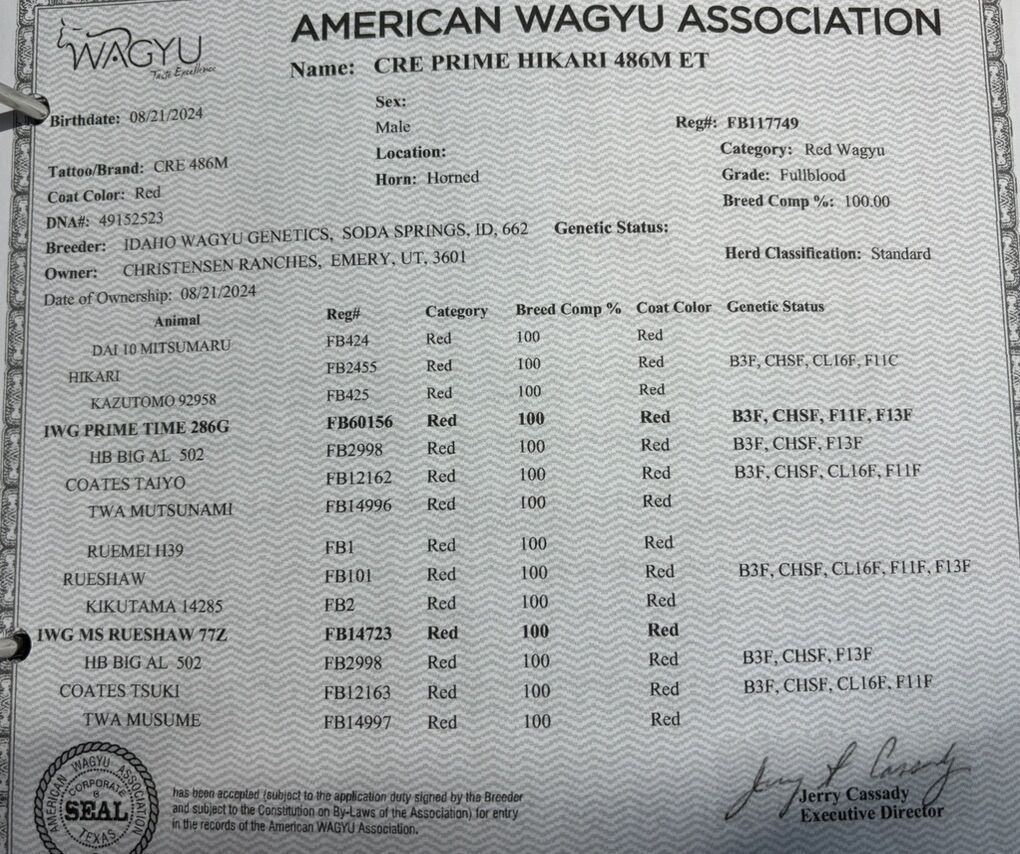 AMERICAN WAGYU ASSOCIATION
WAGYU
Taste Excellence
Name: CRE PRIME HIKARI 486M ET
Birthdate: 08/21/2024
Sex:
Male
Reg#: FB117749
Location:
Category: Red Wagyu
Tattoo/Brand: CRE 486M
Horn: Horned
Grade: Fullblood
Coat Color: Red
Breed Comp %: 100.00
DNA#: 49152523
Breeder: IDAHO WAGYU GENETICS, SODA SPRINGS, ID, 662 Genetic Status:
Owner: CHRISTENSEN RANCHES, EMERY, UT, 3601 Herd Classification: Standard
Date of Ownership: 08/21/2024
Animal Reg# Category Breed Comp % Coat Color Genetic Status
DAI 10 MITSUMARU FB424 Red 100 Red
HIKARI FB2455 Red 100 Red B3F, CHSF, CL16F, F11C
KAZUTOMO 92958 FB425 Red 100 Red
IWG PRIME TIME 286G FB60156 Red 100 Red B3F, CHSF, F11F, F13F
HB BIG AL 502 FB2998 Red 100 Red B3F, CHSF, F13F
COATES TAIYO FB12162 Red 100 Red B3F, CHSF, CL16F, F11F
TWA MUTSUNAMI FB14996 Red 100 Red
RUEMEI H39 FB1 Red 100 Red
RUESHAW FB101 Red 100 Red B3F, CHSF, CL16F, F11F, F13F
KIKUTAMA 14285 FB2 Red 100 Red
IWG MS RUESHAW 77Z FB14723 Red 100 Red
HB BIG AL 502 FB2998 Red 100 Red B3F, CHSF, F13F
COATES TSUKI FB12163 Red 100 Red B3F, CHSF, CL16F, F11F
TWA MUSUME FB14997 Red 100 Red
AMERICAN WAGYU ASSOCIATION
CORPORATE
SEAL
TEXAS
has been accepted (subject to the application duty signed by the Breeder
and subject to the Constitution on By-Laws of the Association) for entry
in the records of the American WAGYU Association.
Jerry L Cassady
Jerry Cassady
Executive Director